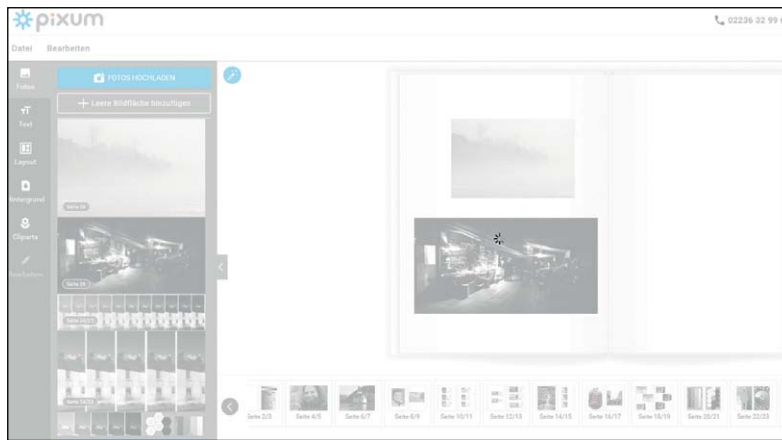 pixum
02236 32 99
Datei Bearbeiten
Fotos
FOTOS HOCHLADEN
Leere Bildfläche hinzufügen
Text
Layout
Hintergrund
Cliparts
Bearbeiten
Seite 2/3
Seite 4/5
Seite 6/7
Seite 8/9
Seite 10/11
Seite 12/13
Seite 14/15
Seite 16/17
Seite 18/19
Seite 20/21
Seite 22/23